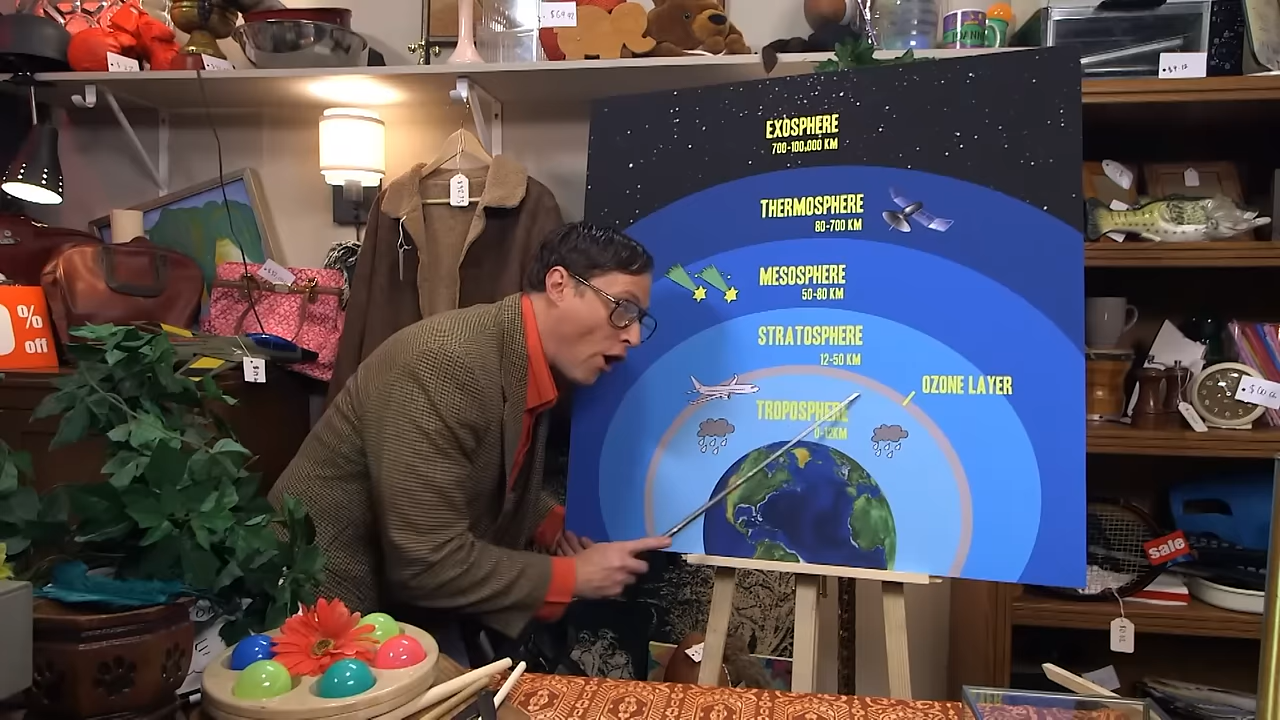 EXOSPHERE
700-100,000 KM
THERMOSPHERE
80-700 KM
MESOSPHERE
50-80 KM
STRATOSPHERE
12-50 KM
OZONE LAYER
TROPOSPHERE
0-12KM
%
off
sale